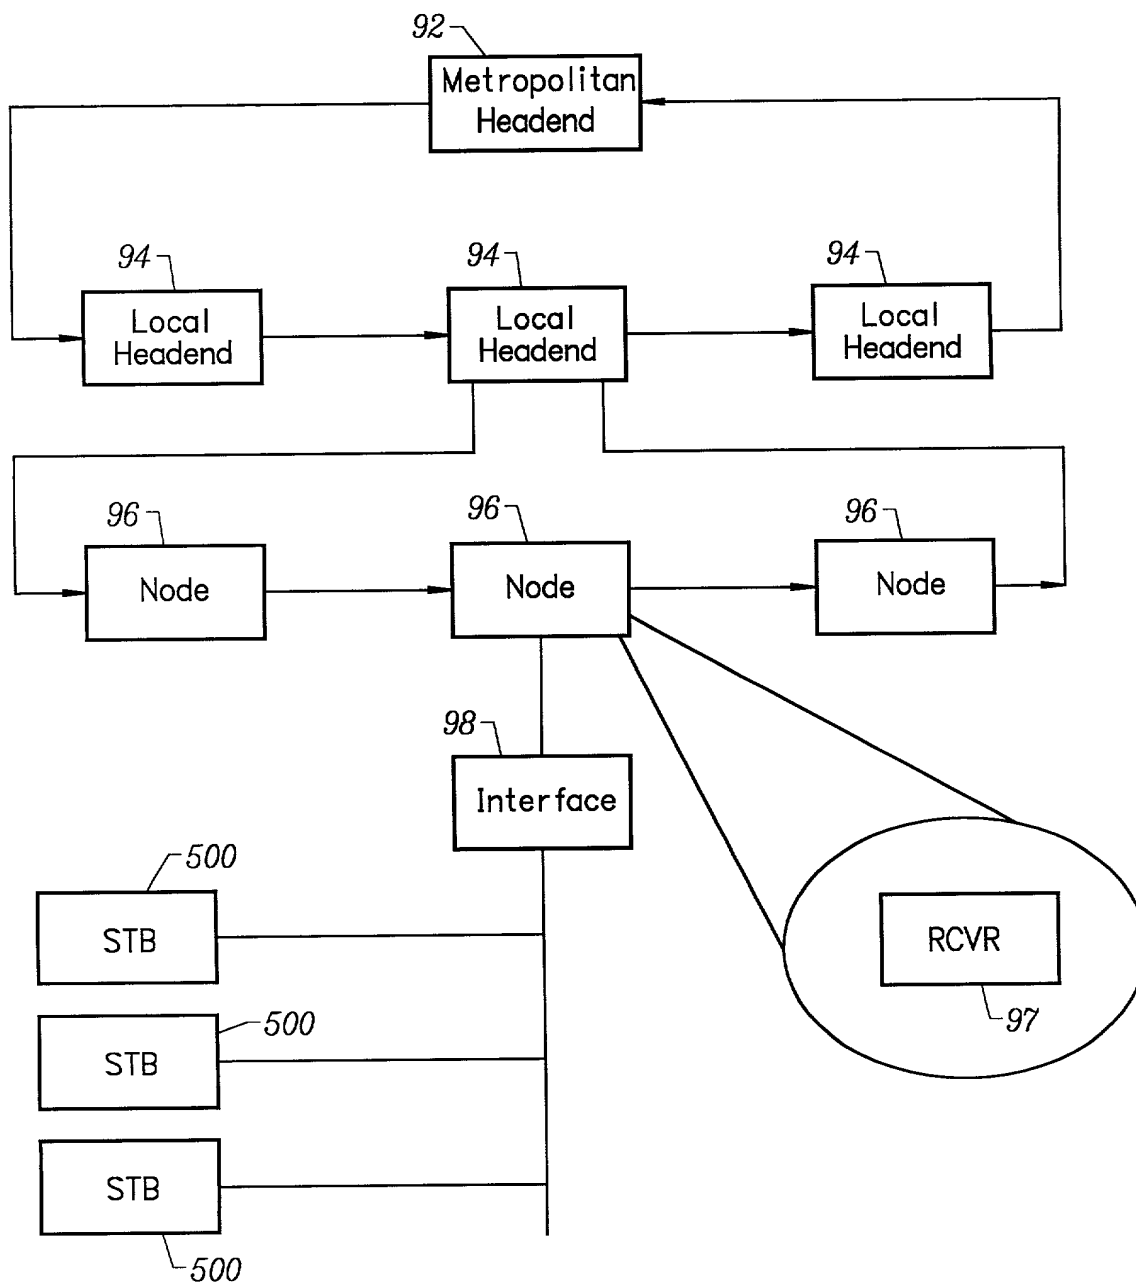 92
Metropolitan
Headend
94
94
94
Local
Headend
Local
Headend
Local
Headend
96
96
96
Node
Node
Node
98
Interface
500
STB
RCVR
97
500
STB
STB
500